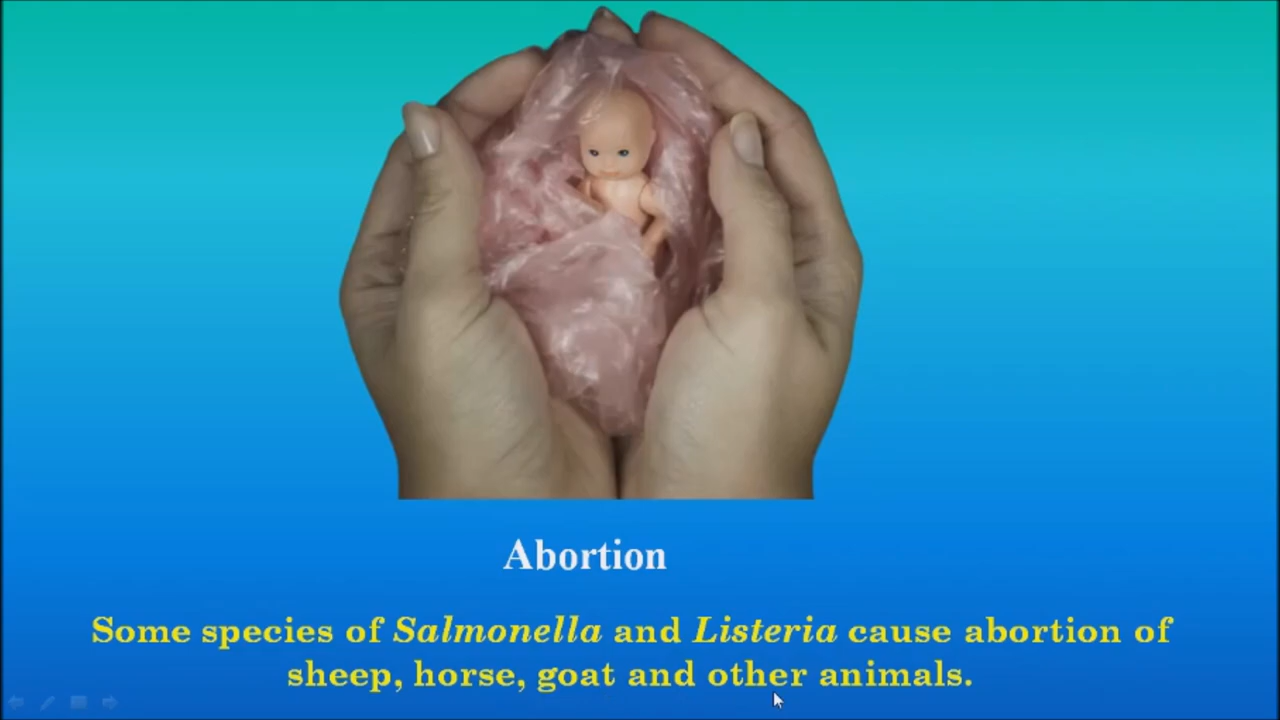 Abortion
Some species of Salmonella and Listeria cause abortion of
sheep, horse, goat and other animals.